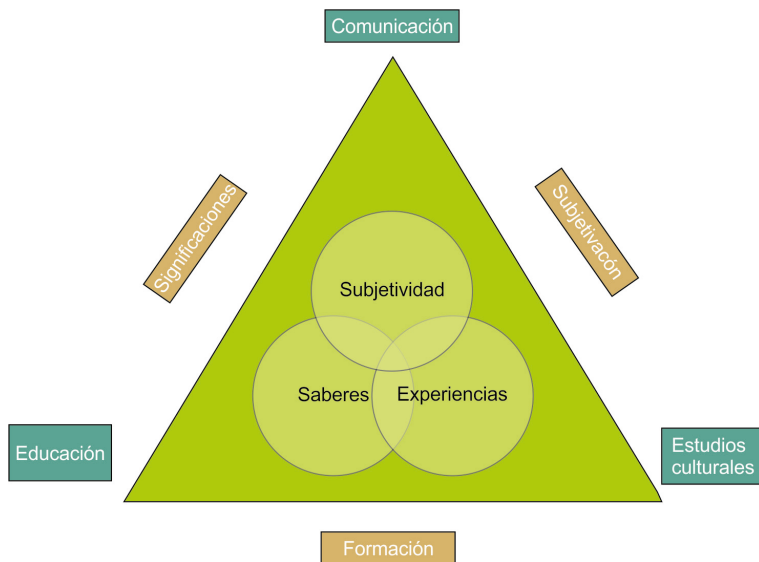 Comunicación
Significaciones
Subjetivacón
Subjetividad
Saberes
Experiencias
Educación
Estudios
culturales
Formación